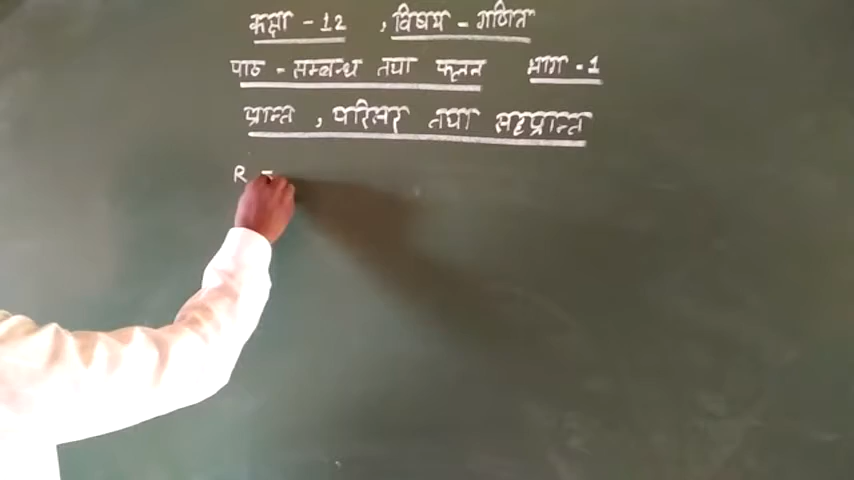 कक्षा - 12 , विषय - गणित
पाठ - सम्बन्ध तथा फलन भाग - 1
प्रान्त , परिसर तथा सहप्रान्त
R =